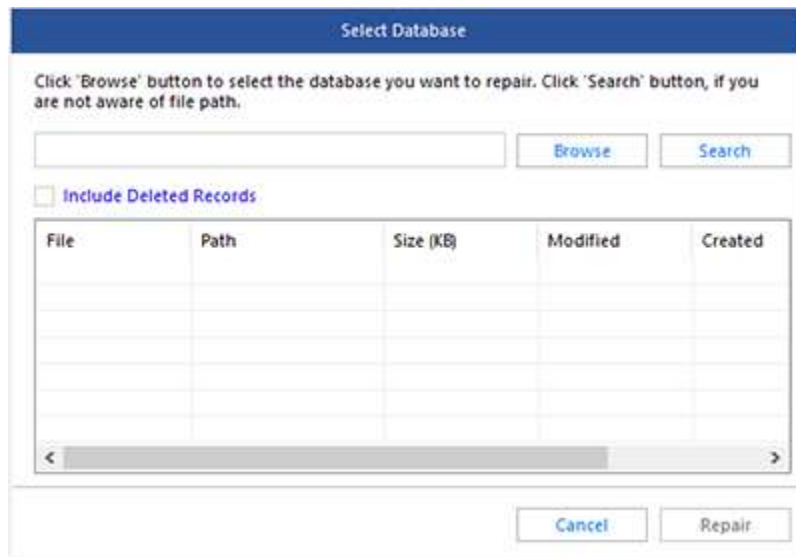 Select Database
Click 'Browse' button to select the database you want to repair. Click 'Search' button, if you
are not aware of file path.
Browse Search
Include Deleted Records
File Path Size (KB) Modified Created
Cancel Repair